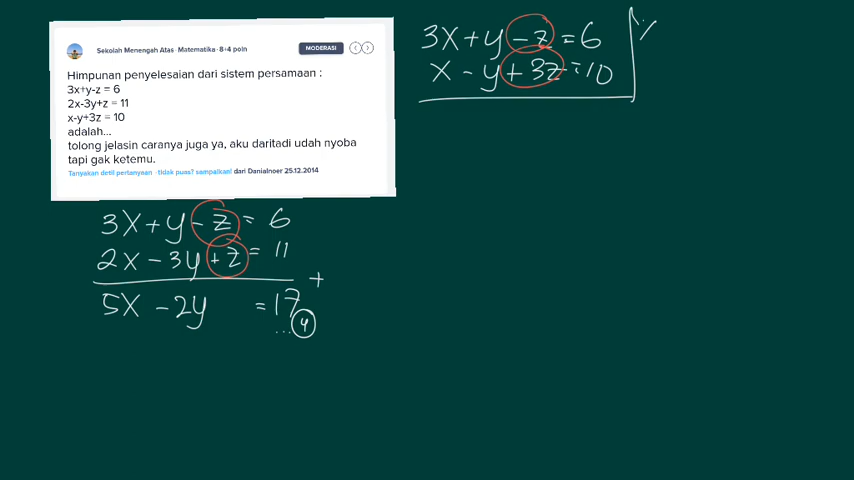 Sekolah Menengah Atas · Matematika · 8+4 poin
MODERASI
Himpunan penyelesaian dari sistem persamaan :
3x+y-z = 6
2x-3y+z = 11
x-y+3z = 10
adalah...
tolong jelasin caranya juga ya, aku daritadi udah nyoba
tapi gak ketemu.
Tanyakan detil pertanyaan · tidak puas? sampaikan! dari Danialnoer 25.12.2014
3x + y - z = 6
2x - 3y + z = 11
+
5x - 2y = 17
... 4
3x + y - z = 6
x - y + 3z = 10